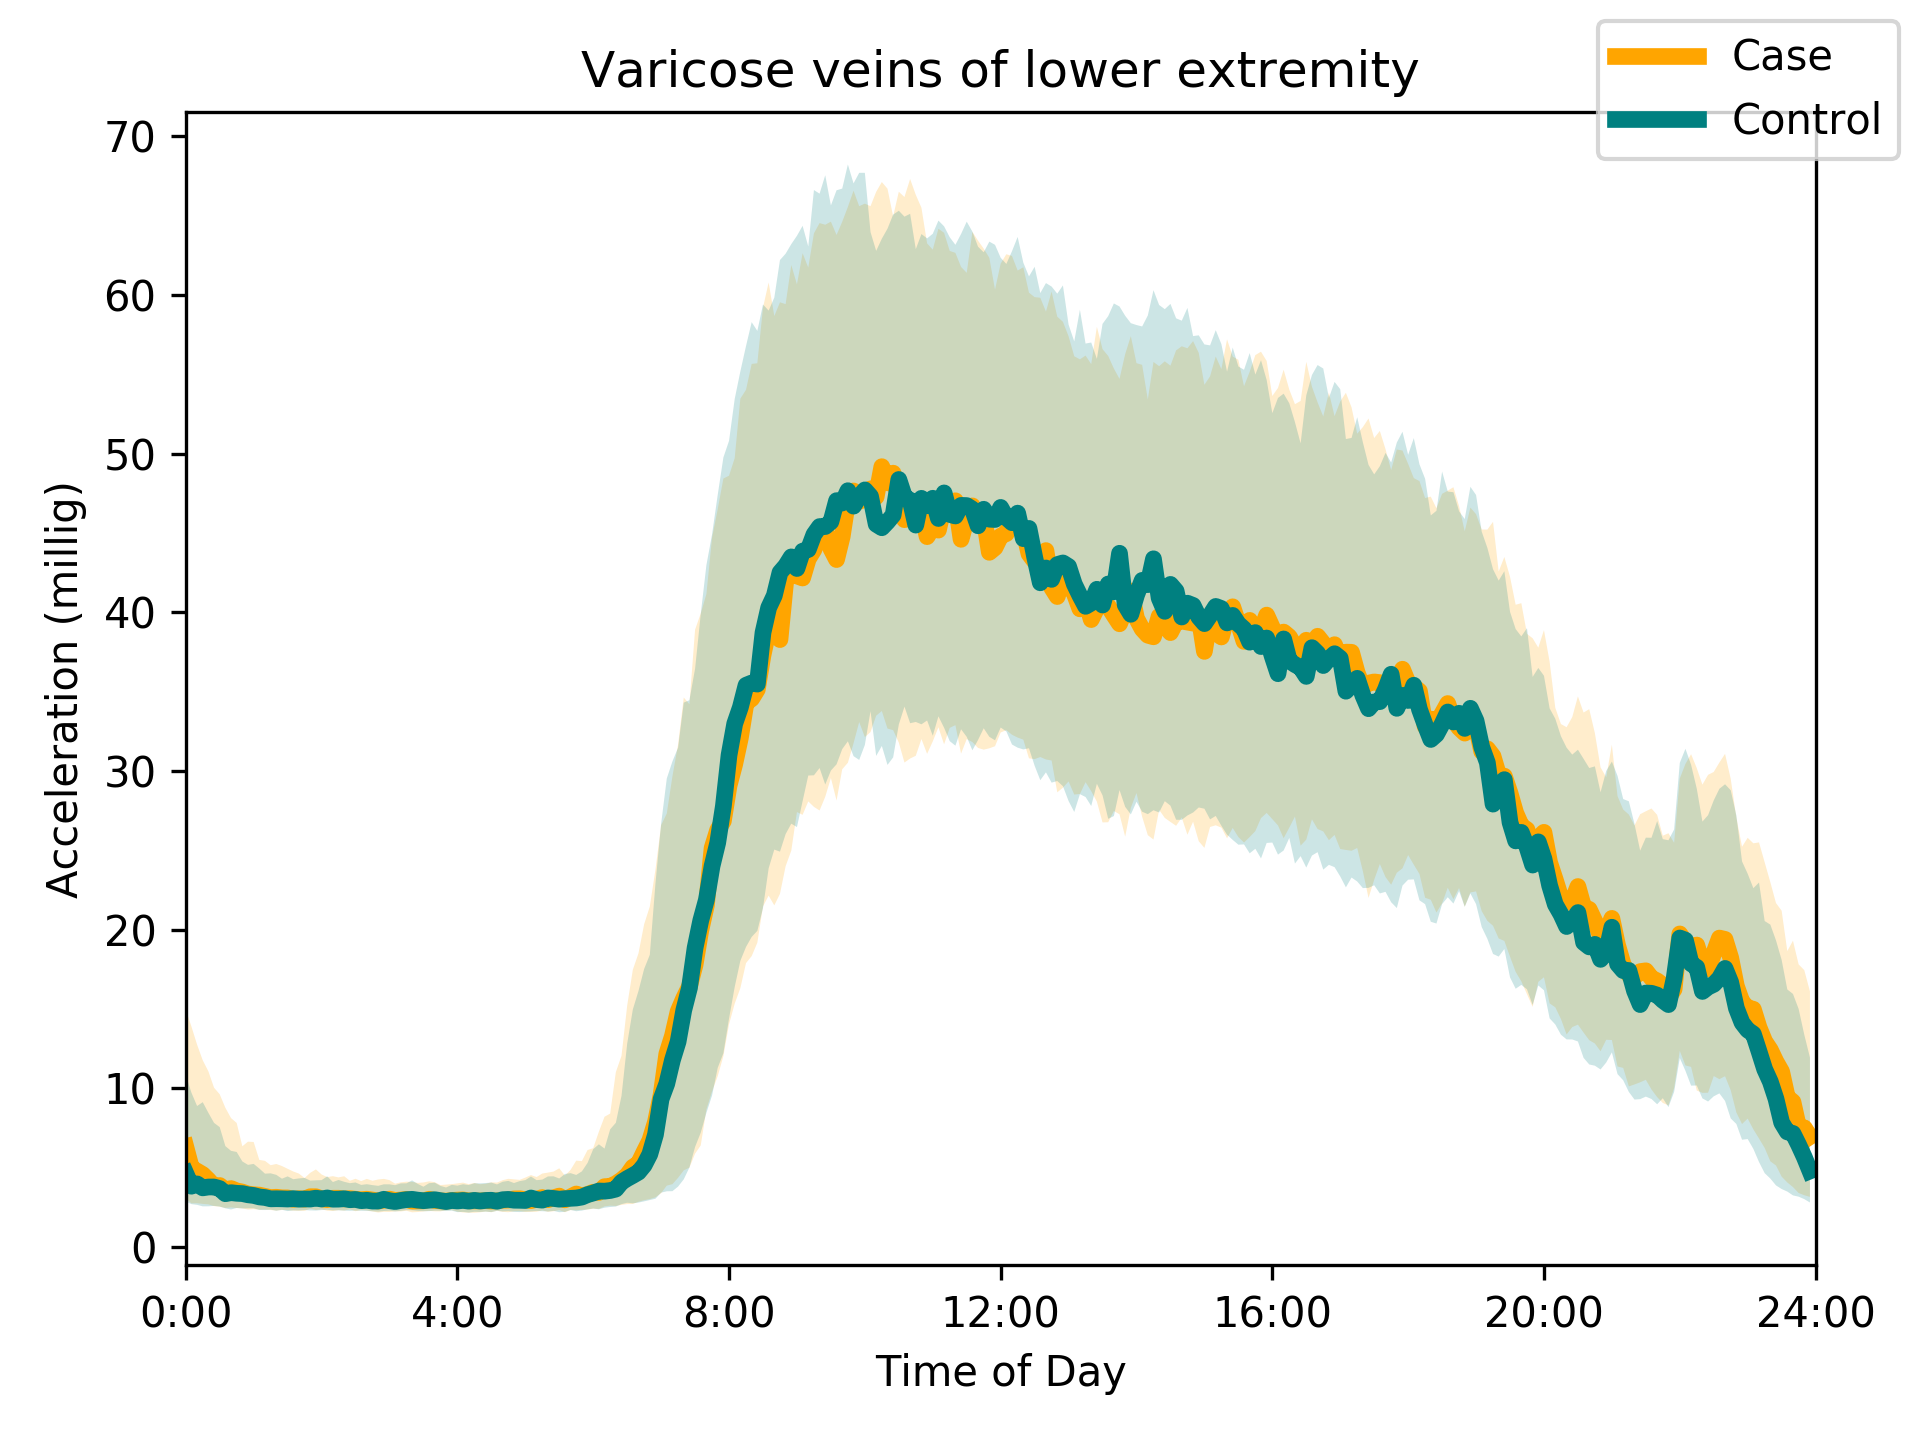 Varicose veins of lower extremity
Case
Control
70
60
50
40
30
20
10
0
Acceleration (millig)
0:00 4:00 8:00 12:00 16:00 20:00 24:00
Time of Day